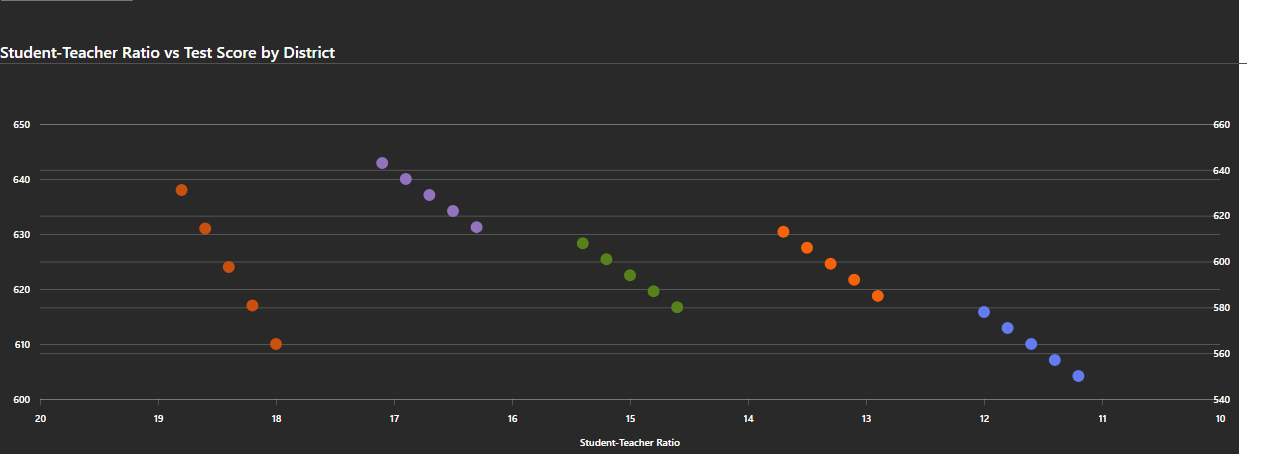 Student-Teacher Ratio vs Test Score by District
650 660
640 640
630 620
620 600
610 580
600 560
540
20 19 18 17 16 15 14 13 12 11 10
Student-Teacher Ratio